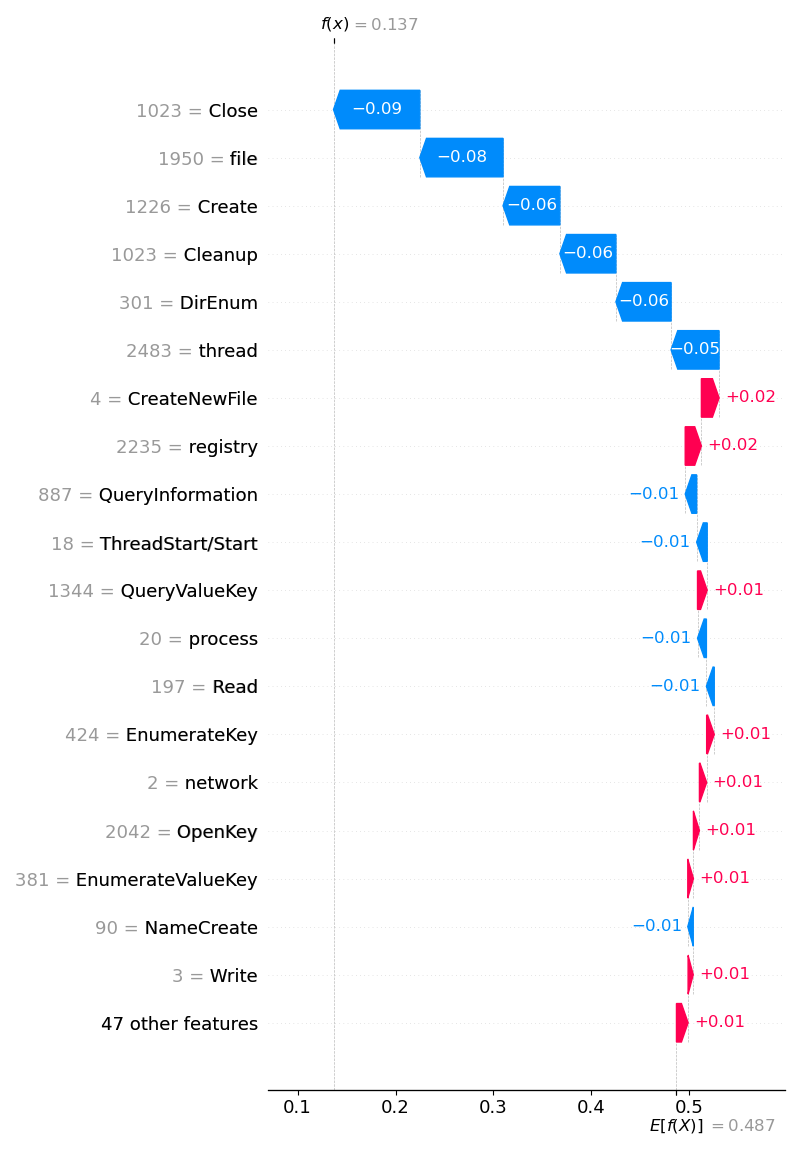 f(x) = 0.137
1023 = Close −0.09
1950 = file −0.08
1226 = Create −0.06
1023 = Cleanup −0.06
301 = DirEnum −0.06
2483 = thread −0.05
4 = CreateNewFile +0.02
2235 = registry +0.02
887 = QueryInformation −0.01
18 = ThreadStart/Start −0.01
1344 = QueryValueKey +0.01
20 = process −0.01
197 = Read −0.01
424 = EnumerateKey +0.01
2 = network +0.01
2042 = OpenKey +0.01
381 = EnumerateValueKey +0.01
90 = NameCreate −0.01
3 = Write +0.01
47 other features +0.01
0.1 0.2 0.3 0.4 0.5
E[f(X)] = 0.487